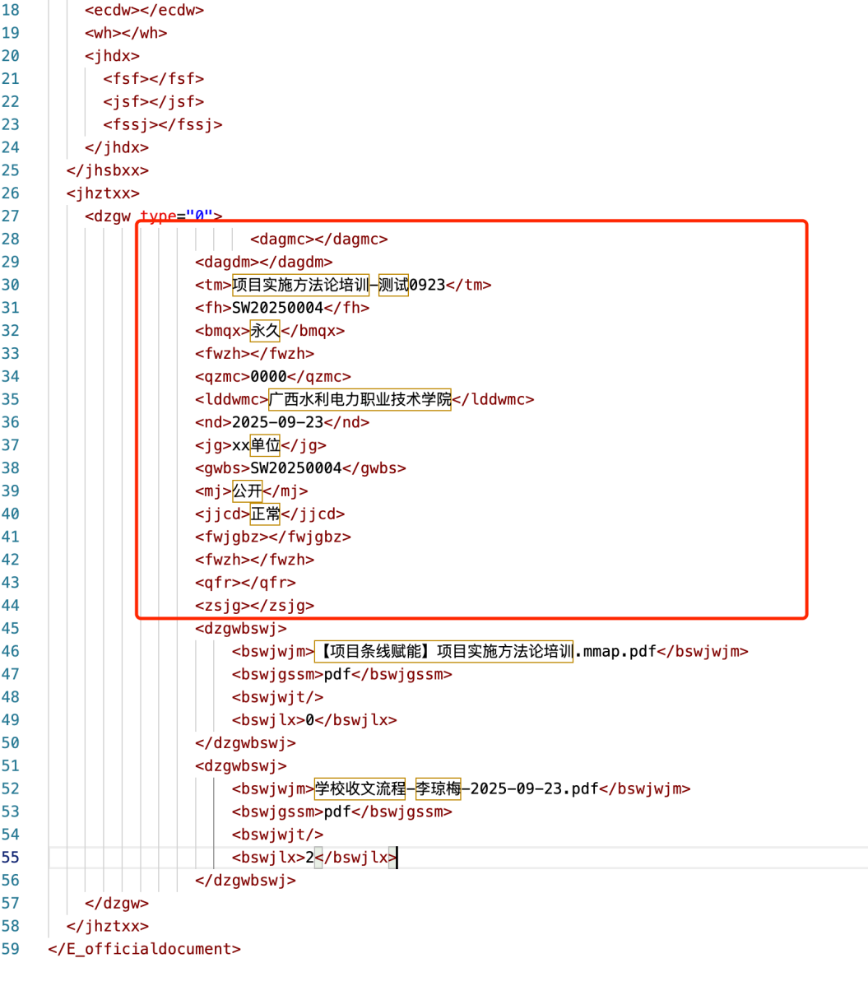 18 <ecdw></ecdw>
19 <wh></wh>
20 <jhdx>
21 <fsf></fsf>
22 <jsf></jsf>
23 <fssj></fssj>
24 </jhdx>
25 </jhsbxx>
26 <jhztxx>
27 <dzgw type="0">
28 <dagmc></dagmc>
29 <dagdm></dagdm>
30 <tm>项目实施方法论培训-测试0923</tm>
31 <fh>SW20250004</fh>
32 <bmqx>永久</bmqx>
33 <fwzh></fwzh>
34 <qzmc>0000</qzmc>
35 <lddwmc>广西水利电力职业技术学院</lddwmc>
36 <nd>2025-09-23</nd>
37 <jg>xx单位</jg>
38 <gwbs>SW20250004</gwbs>
39 <mj>公开</mj>
40 <jjcd>正常</jjcd>
41 <fwjgbz></fwjgbz>
42 <fwzh></fwzh>
43 <qfr></qfr>
44 <zsjg></zsjg>
45 <dzgwbswj>
46 <bswjwjm>【项目条线赋能】项目实施方法论培训.mmap.pdf</bswjwjm>
47 <bswjgssm>pdf</bswjgssm>
48 <bswjwjt/>
49 <bswjlx>0</bswjlx>
50 </dzgwbswj>
51 <dzgwbswj>
52 <bswjwjm>学校收文流程-李琼梅-2025-09-23.pdf</bswjwjm>
53 <bswjgssm>pdf</bswjgssm>
54 <bswjwjt/>
55 <bswjlx>2</bswjlx>
56 </dzgwbswj>
57 </dzgw>
58 </jhztxx>
59 </E_officialdocument>